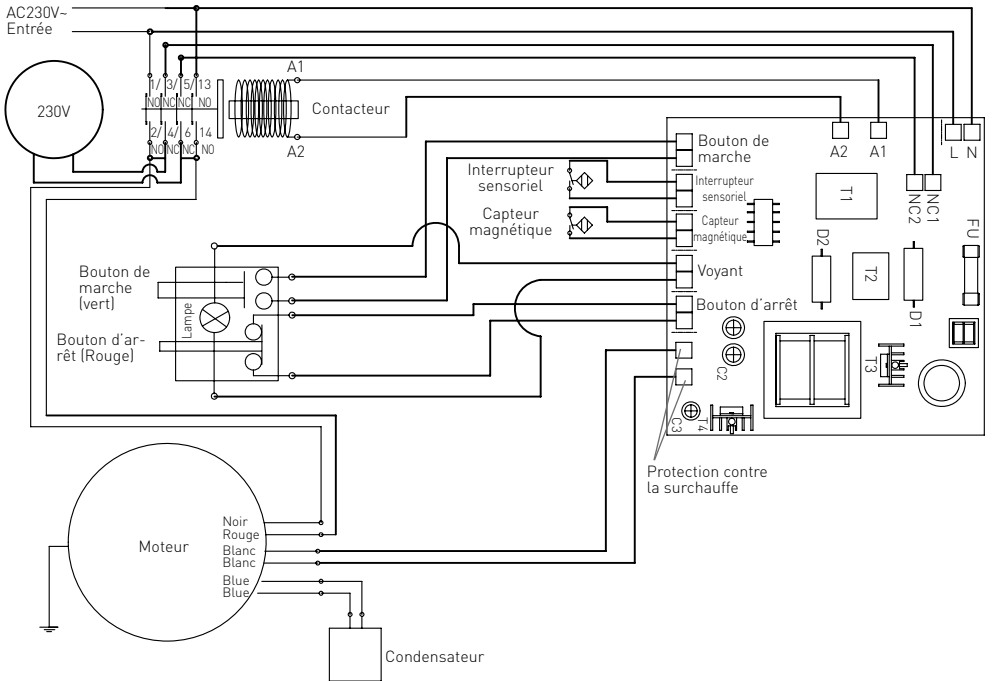 AC230V~
Entrée
230V
1/ 3/ 5/ 13
NO NC NC NO
2/ 4/ 6 14
NO NC NC NO
A1
Contacteur
A2
A2 A1
L N
NC2 NC1
Bouton de
marche
Interrupteur
sensoriel
Capteur
magnétique
Voyant
Bouton d'arrêt
Interrupteur
sensoriel
Capteur
magnétique
T1
T2
D2
D1
FU
T3
C2
C3
T4
Bouton de
marche
(vert)
Bouton d'ar-
rêt (Rouge)
Lampe
Protection contre
la surchauffe
Moteur
Noir
Rouge
Blanc
Blanc
Blue
Blue
Condensateur